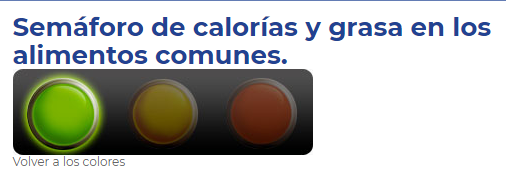 Semáforo de calorías y grasa en los
alimentos comunes.
Volver a los colores